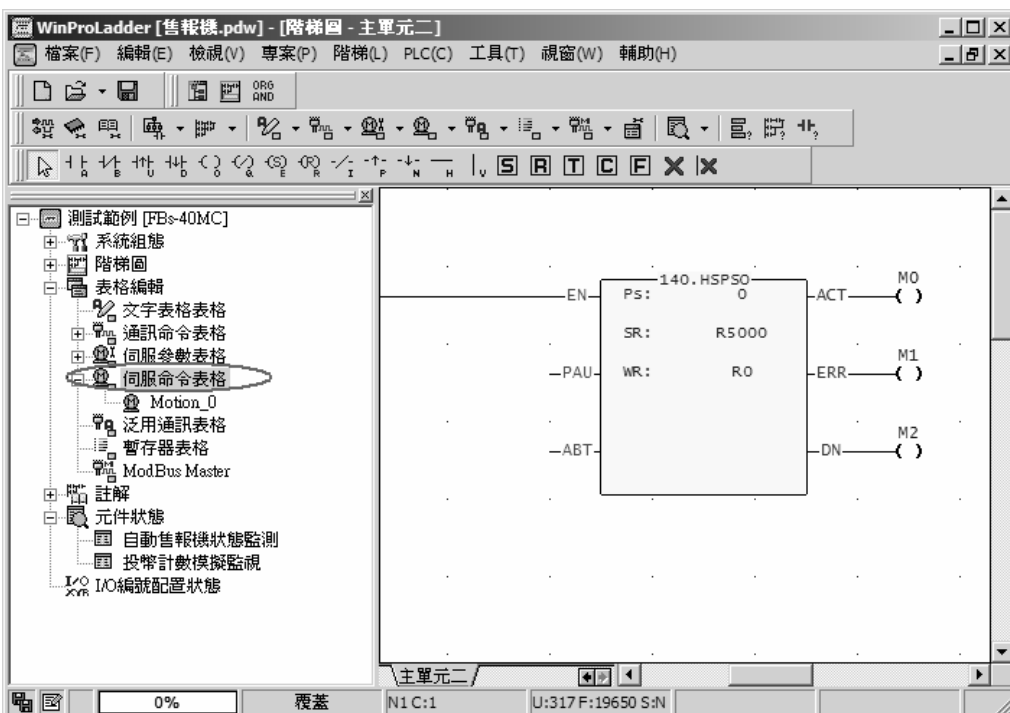 WinProLadder [售報機.pdw] - [階梯圖 - 主單元二]
檔案(F) 編輯(E) 檢視(V) 專案(P) 階梯(L) PLC(C) 工具(T) 視窗(W) 輔助(H)
ORG
AND
A B U D O Q E R I P N H V S R T C F
測試範例 [FBs-40MC]
系統組態
階梯圖
表格編輯
文字表格表格
通訊命令表格
伺服參數表格
伺服命令表格
Motion_0
泛用通訊表格
暫存器表格
ModBus Master
註解
元件狀態
自動售報機狀態監測
投幣計數模擬監視
I/O編號配置狀態
140.HSPSO
EN Ps: 0 ACT M0
SR: R5000
PAU WR: R0 ERR M1
ABT DN M2
主單元二
0% 覆蓋 N1 C:1 U:317 F:19650 S:N